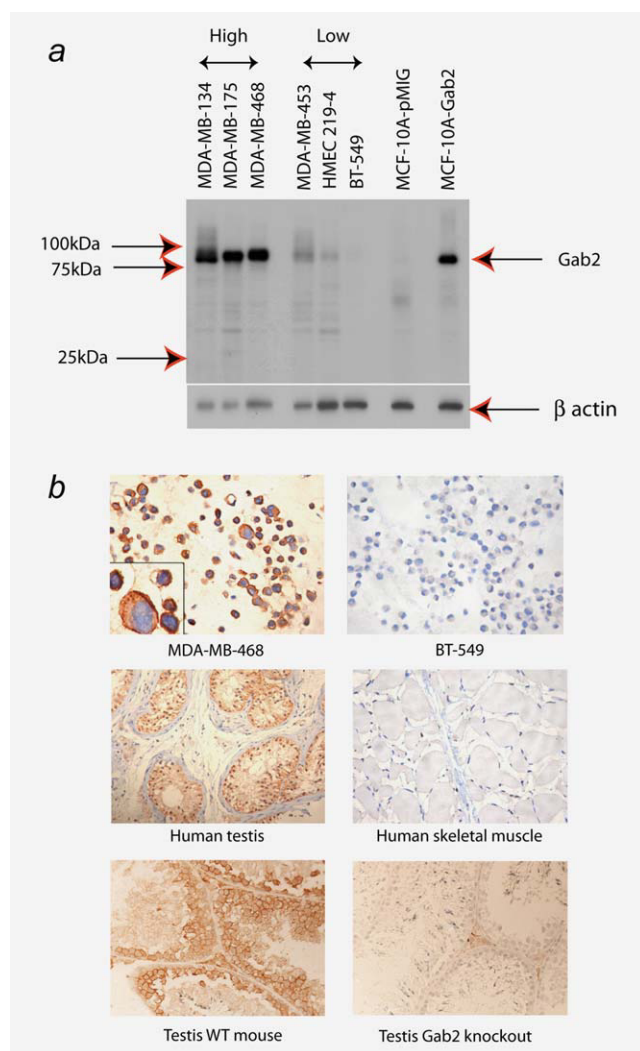 a
High
Low
MDA-MB-134
MDA-MB-175
MDA-MB-468
MDA-MB-453
HMEC 219-4
BT-549
MCF-10A-pMIG
MCF-10A-Gab2
100kDa
75kDa
Gab2
25kDa
β actin
b
MDA-MB-468
BT-549
Human testis
Human skeletal muscle
Testis WT mouse
Testis Gab2 knockout